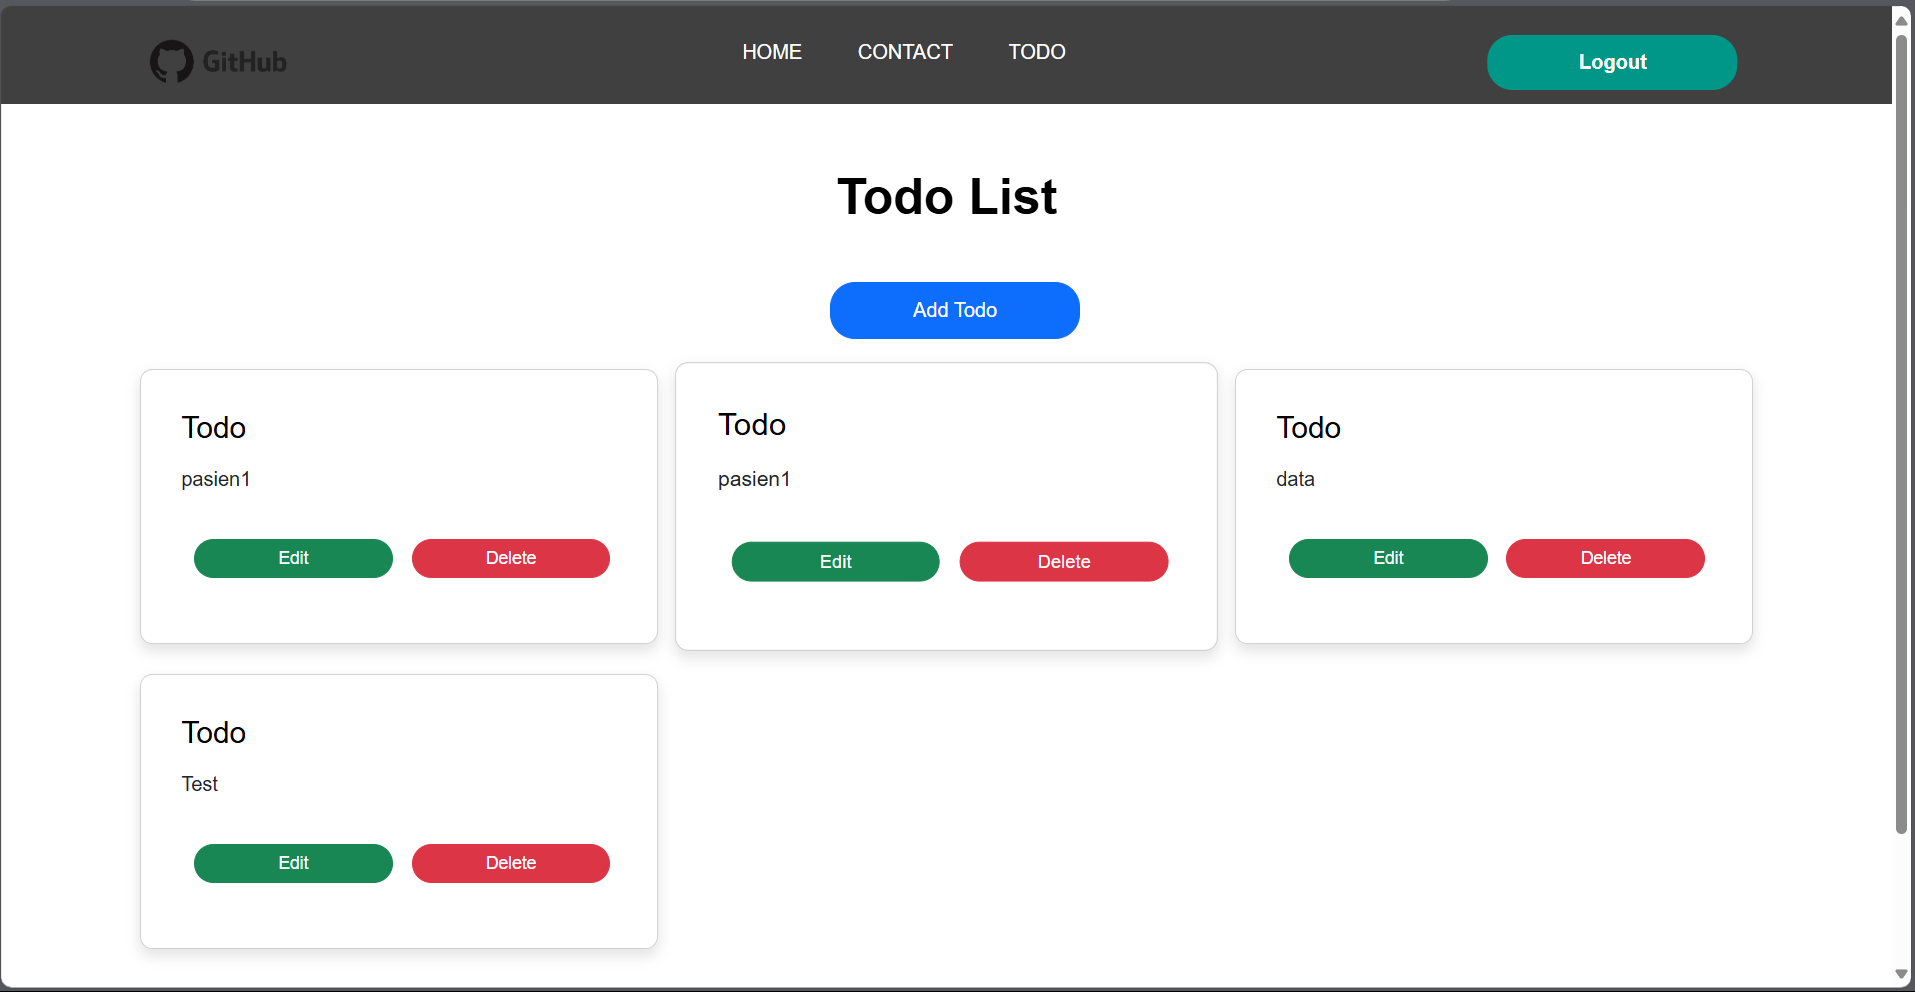 GitHub
HOME CONTACT TODO
Logout
Todo List
Add Todo
Todo
pasien1
Edit Delete
Todo
pasien1
Edit Delete
Todo
data
Edit Delete
Todo
Test
Edit Delete